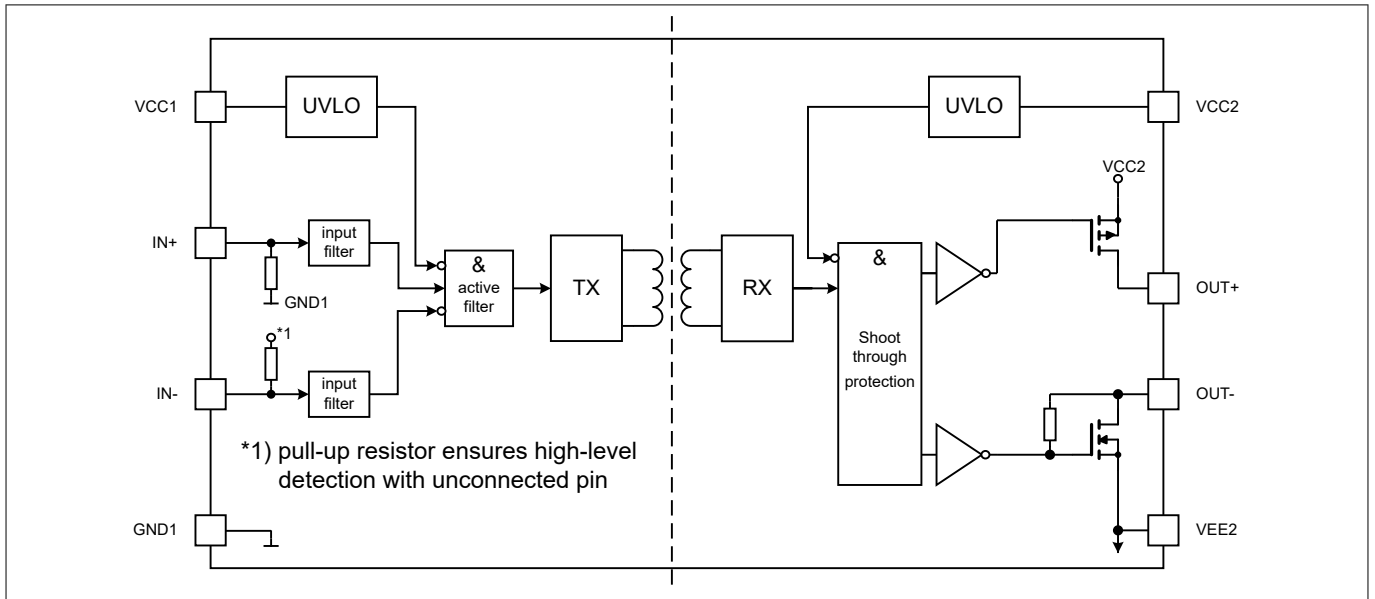 VCC1
UVLO
UVLO
VCC2
VCC2
IN+
input
filter
GND1
&
active
filter
TX
RX
&
Shoot
through
protection
OUT+
*1
IN-
input
filter
OUT-
*1) pull-up resistor ensures high-level
detection with unconnected pin
GND1
VEE2